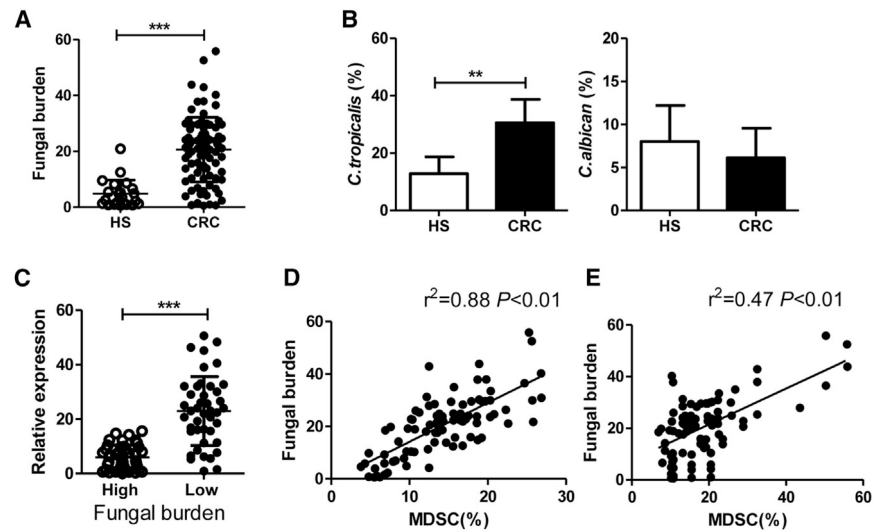 A
***
Fungal burden
60
40
20
0
HS
CRC
B
C.tropicalis (%)
60
40
20
0
**
HS
CRC
C.albican (%)
20
15
10
5
0
HS
CRC
C
***
Relative expression
60
40
20
0
High
Low
Fungal burden
D
r²=0.88 P<0.01
Fungal burden
60
40
20
0
0
10
20
30
MDSC(%)
E
r²=0.47 P<0.01
Fungal burden
60
40
20
0
0
20
40
60
MDSC(%)